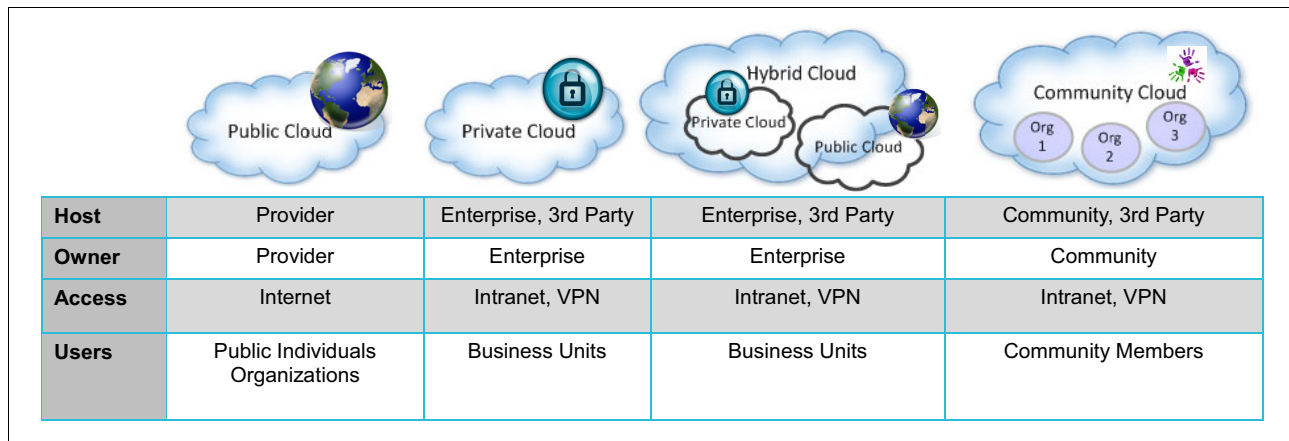 Public Cloud
Private Cloud
Hybrid Cloud
Private Cloud
Public Cloud
Community Cloud
Org
1
Org
2
Org
3
Host
Provider
Enterprise, 3rd Party
Enterprise, 3rd Party
Community, 3rd Party
Owner
Provider
Enterprise
Enterprise
Community
Access
Internet
Intranet, VPN
Intranet, VPN
Intranet, VPN
Users
Public Individuals
Organizations
Business Units
Business Units
Community Members